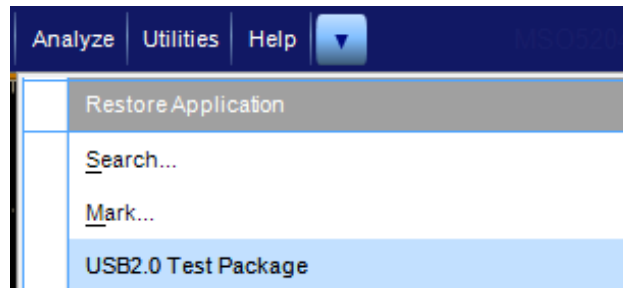 Analyze Utilities Help
Restore Application
Search...
Mark...
USB2.0 Test Package